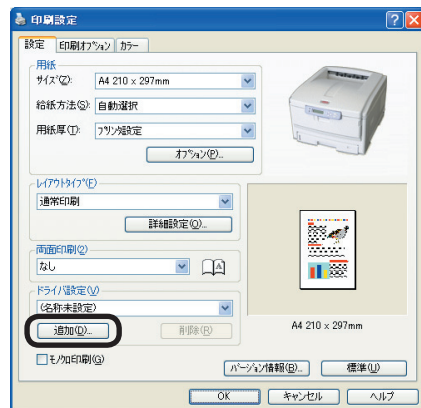 印刷設定
設定 印刷オプション カラー
用紙
サイズ(Z): A4 210 x 297mm
給紙方法(S): 自動選択
用紙厚(T): プリンタ設定
オプション(P)...
レイアウトタイプ(E)
通常印刷
詳細設定(O)...
両面印刷(2)
なし
A
ドライバ設定(V)
(名称未設定)
追加(D)... 削除(R)
A4 210 x 297mm
モノクロ印刷(G)
バージョン情報(B)... 標準(U)
OK キャンセル ヘルプ